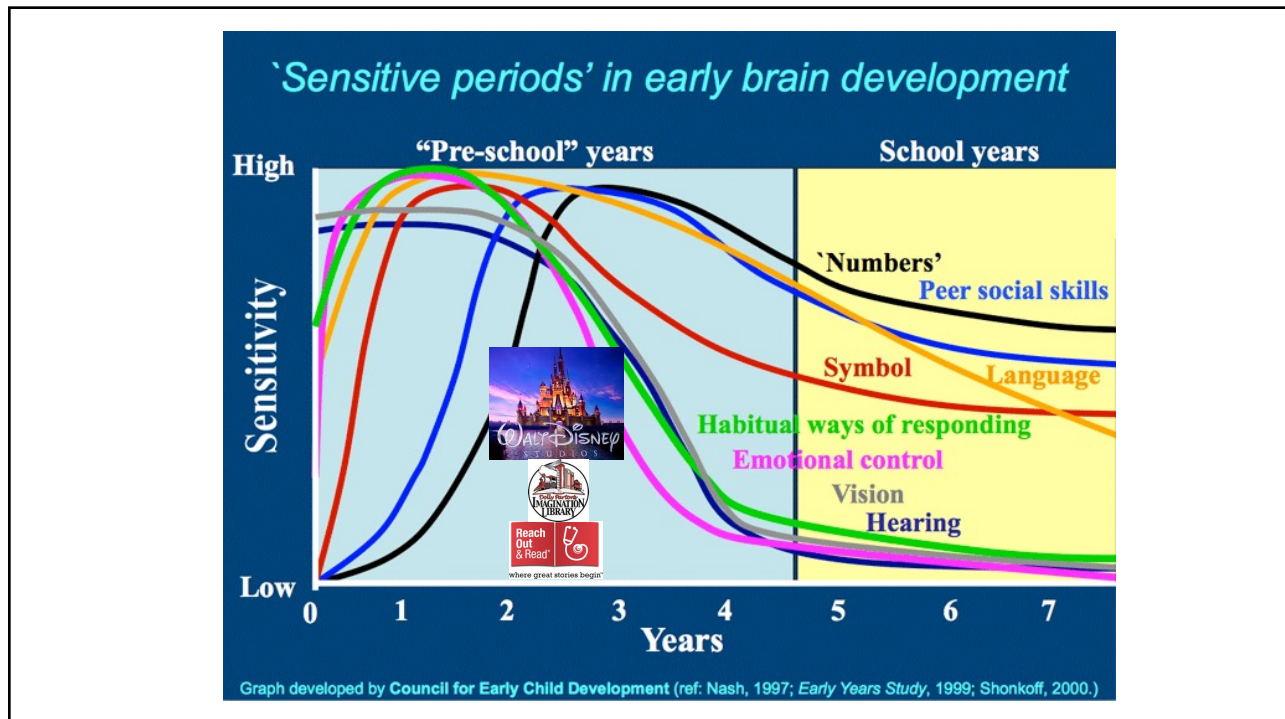 `Sensitive periods’ in early brain development
“Pre-school” years
School years
High
Sensitivity
`Numbers’
Peer social skills
Symbol
Language
Habitual ways of responding
Emotional control
Vision
Hearing
WALT DISNEY
STUDIOS
Dolly Parton's
IMAGINATION
LIBRARY
Reach
Out
& Read®
where great stories begin™
Low
0 1 2 3 4 5 6 7
Years
Graph developed by Council for Early Child Development (ref: Nash, 1997; Early Years Study, 1999; Shonkoff, 2000.)